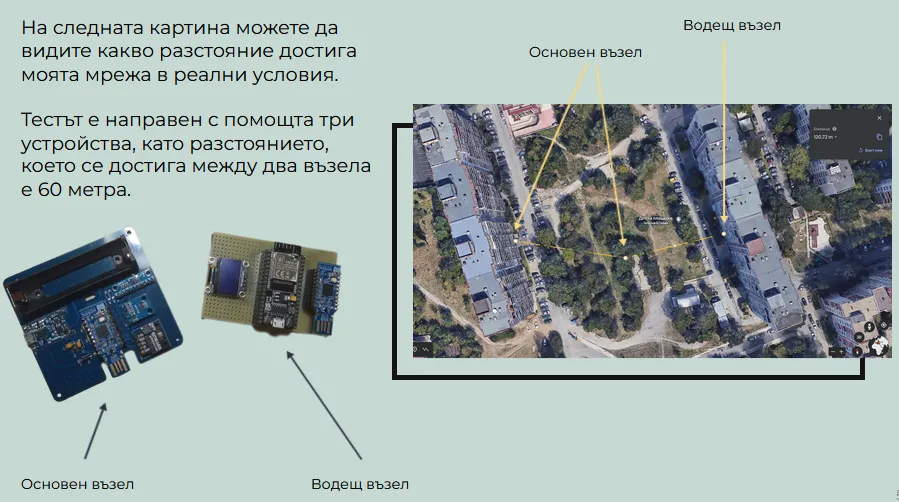 На следната картина можете да
видите какво разстояние достига
моята мрежа в реални условия.
Тестът е направен с помощта три
устройства, като разстоянието,
което се достига между два възела
е 60 метра.
Водещ възел
Основен възел
120,72 m
Start new
Основен възел
Водещ възел